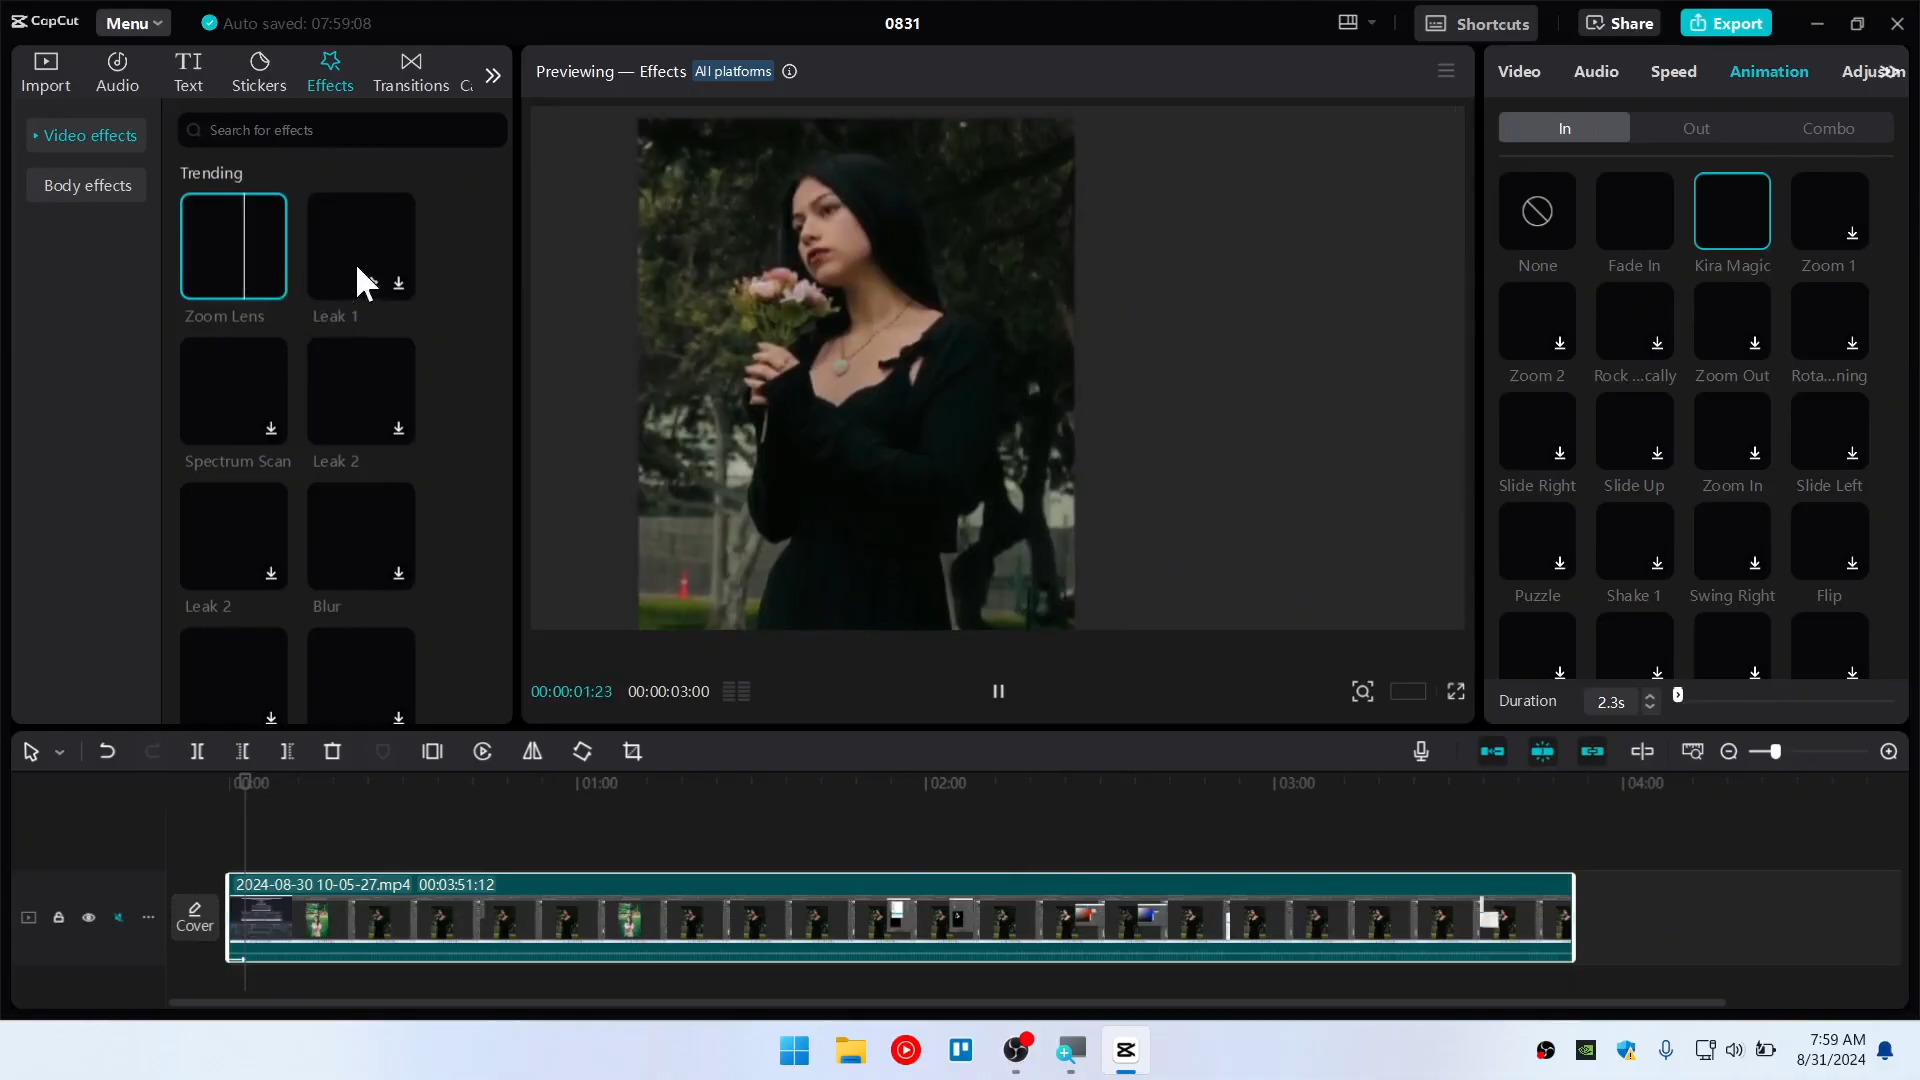 CapCut
Menu
Auto saved: 07:59:08
0831
Shortcuts
Share
Export
Import
Audio
Text
Stickers
Effects
Transitions
Video effects
Body effects
Search for effects
Trending
Zoom Lens
Leak 1
Spectrum Scan
Leak 2
Leak 2
Blur
Previewing — Effects
All platforms
00:00:01:23
00:00:03:00
Video
Audio
Speed
Animation
In
Out
Combo
None
Fade In
Kira Magic
Zoom 1
Zoom 2
Rock ...cally
Zoom Out
Rota...ning
Slide Right
Slide Up
Zoom In
Slide Left
Puzzle
Shake 1
Swing Right
Flip
Duration
2.3s
00:00
01:00
02:00
03:00
04:00
Cover
2024-08-30 10-05-27.mp4 00:03:51:12
7:59 AM
8/31/2024